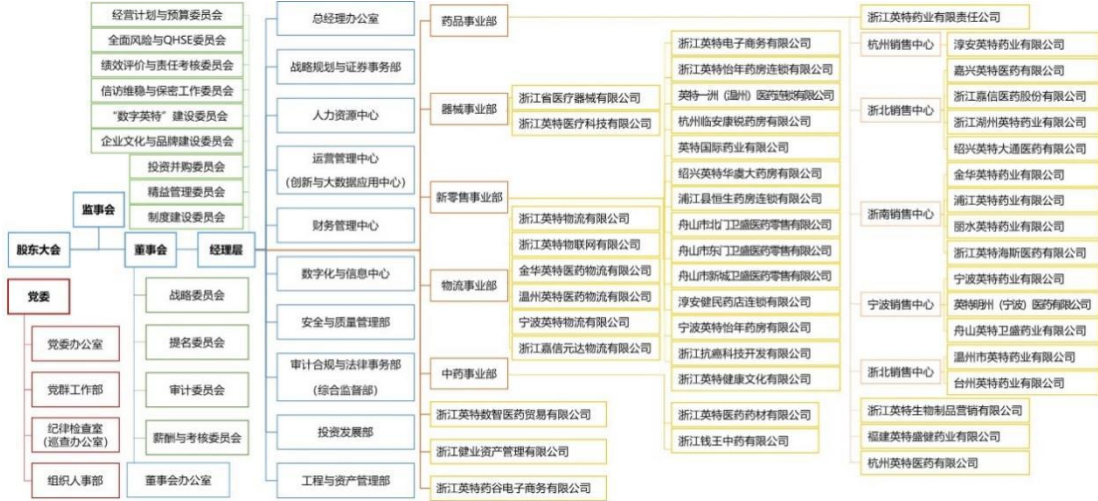 经营计划与预算委员会
全面风险与QHSE委员会
绩效评价与责任考核委员会
信访维稳与保密工作委员会
“数字英特”建设委员会
企业文化与品牌建设委员会
投资并购委员会
精益管理委员会
制度建设委员会
监事会
股东大会
董事会
经理层
党委
党委办公室
党群工作部
纪律检查室
(巡查办公室)
组织人事部
战略委员会
提名委员会
审计委员会
薪酬与考核委员会
董事会办公室
总经理办公室
战略规划与证券事务部
人力资源中心
运营管理中心
(创新与大数据应用中心)
财务管理中心
数字化与信息中心
安全与质量管理部
审计合规与法律事务部
(综合监督部)
投资发展部
工程与资产管理部
药品事业部
器械事业部
新零售事业部
物流事业部
中药事业部
浙江英特数智医药贸易有限公司
浙江健业资产管理有限公司
浙江英特药谷电子商务有限公司
浙江省医疗器械有限公司
浙江英特医疗科技有限公司
浙江英特物流有限公司
浙江英特物联网有限公司
金华英特医药物流有限公司
温州英特医药物流有限公司
宁波英特物流有限公司
浙江嘉信元达物流有限公司
浙江英特电子商务有限公司
浙江英特怡年药房连锁有限公司
英特一洲（温州）医药连锁有限公司
杭州临安康锐药房有限公司
英特国际药业有限公司
绍兴英特华虞大药房有限公司
浦江县恒生药房连锁有限公司
舟山市北门卫盛医药零售有限公司
舟山市东门卫盛医药零售有限公司
舟山市新城卫盛医药零售有限公司
淳安健民药店连锁有限公司
宁波英特怡年药房有限公司
浙江抗癌科技开发有限公司
浙江英特健康文化有限公司
浙江英特医药药材有限公司
浙江钱王中药有限公司
浙江英特药业有限责任公司
杭州销售中心
淳安英特药业有限公司
浙北销售中心
嘉兴英特医药有限公司
浙江嘉信医药股份有限公司
浙江湖州英特药业有限公司
绍兴英特大通医药有限公司
浙南销售中心
金华英特药业有限公司
浦江英特药业有限公司
丽水英特药业有限公司
浙江英特海斯医药有限公司
宁波销售中心
宁波英特药业有限公司
英特明州（宁波）医药有限公司
舟山英特卫盛药业有限公司
浙北销售中心
温州市英特药业有限公司
台州英特药业有限公司
浙江英特生物制品营销有限公司
福建英特盛健药业有限公司
杭州英特医药有限公司